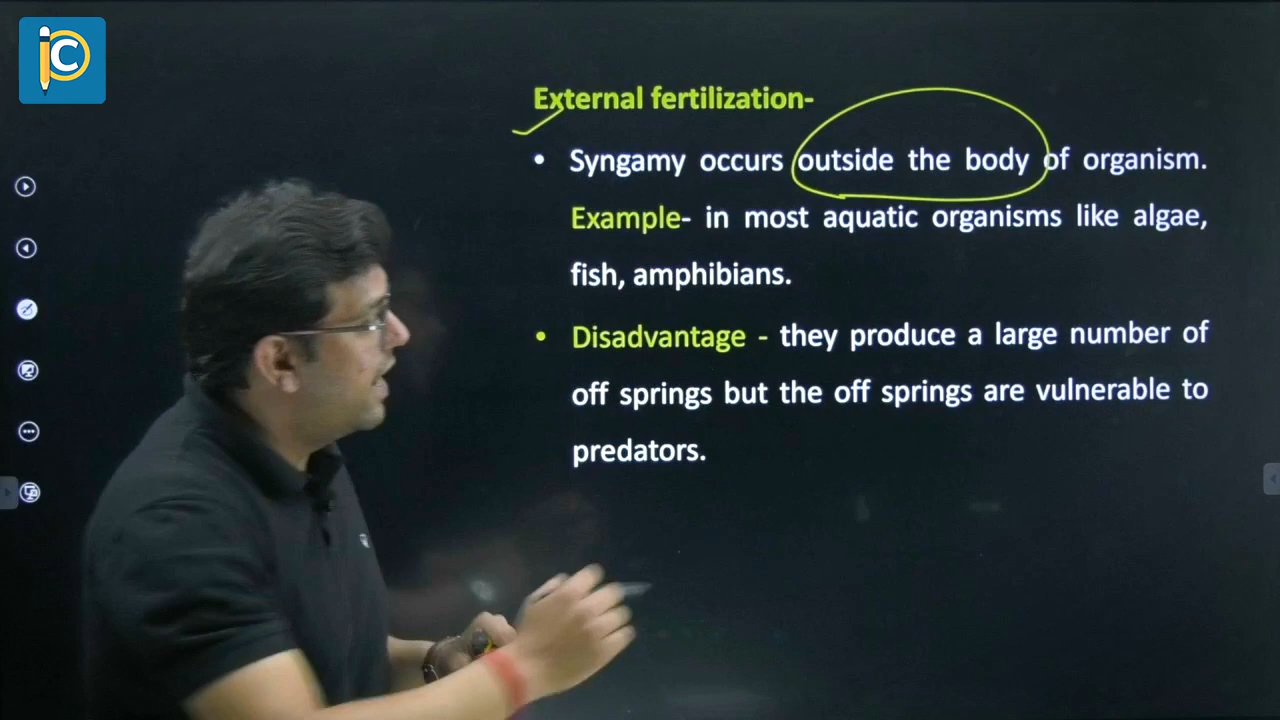 External fertilization-
• Syngamy occurs outside the body of organism.
Example- in most aquatic organisms like algae,
fish, amphibians.
• Disadvantage - they produce a large number of
off springs but the off springs are vulnerable to
predators.